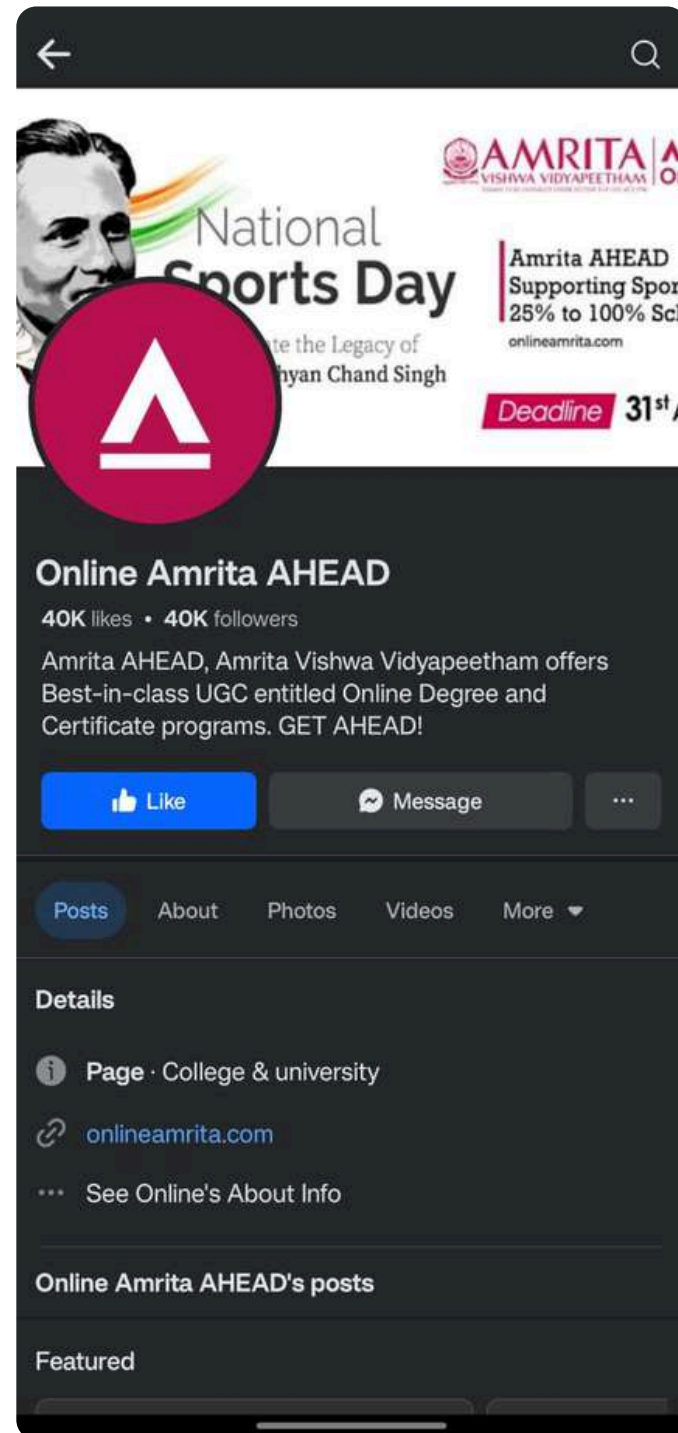 National
Sports Day
te the Legacy of
hyan Chand Singh
AMRITA
VISHWA VIDYAPEETHAM
Amrita AHEAD
Supporting Spor
25% to 100% Sc
onlineamrita.com
Deadline 31st
Online Amrita AHEAD
40K likes • 40K followers
Amrita AHEAD, Amrita Vishwa Vidyapeetham offers
Best-in-class UGC entitled Online Degree and
Certificate programs. GET AHEAD!
Like
Message
Posts About Photos Videos More
Details
Page · College & university
onlineamrita.com
See Online's About Info
Online Amrita AHEAD's posts
Featured